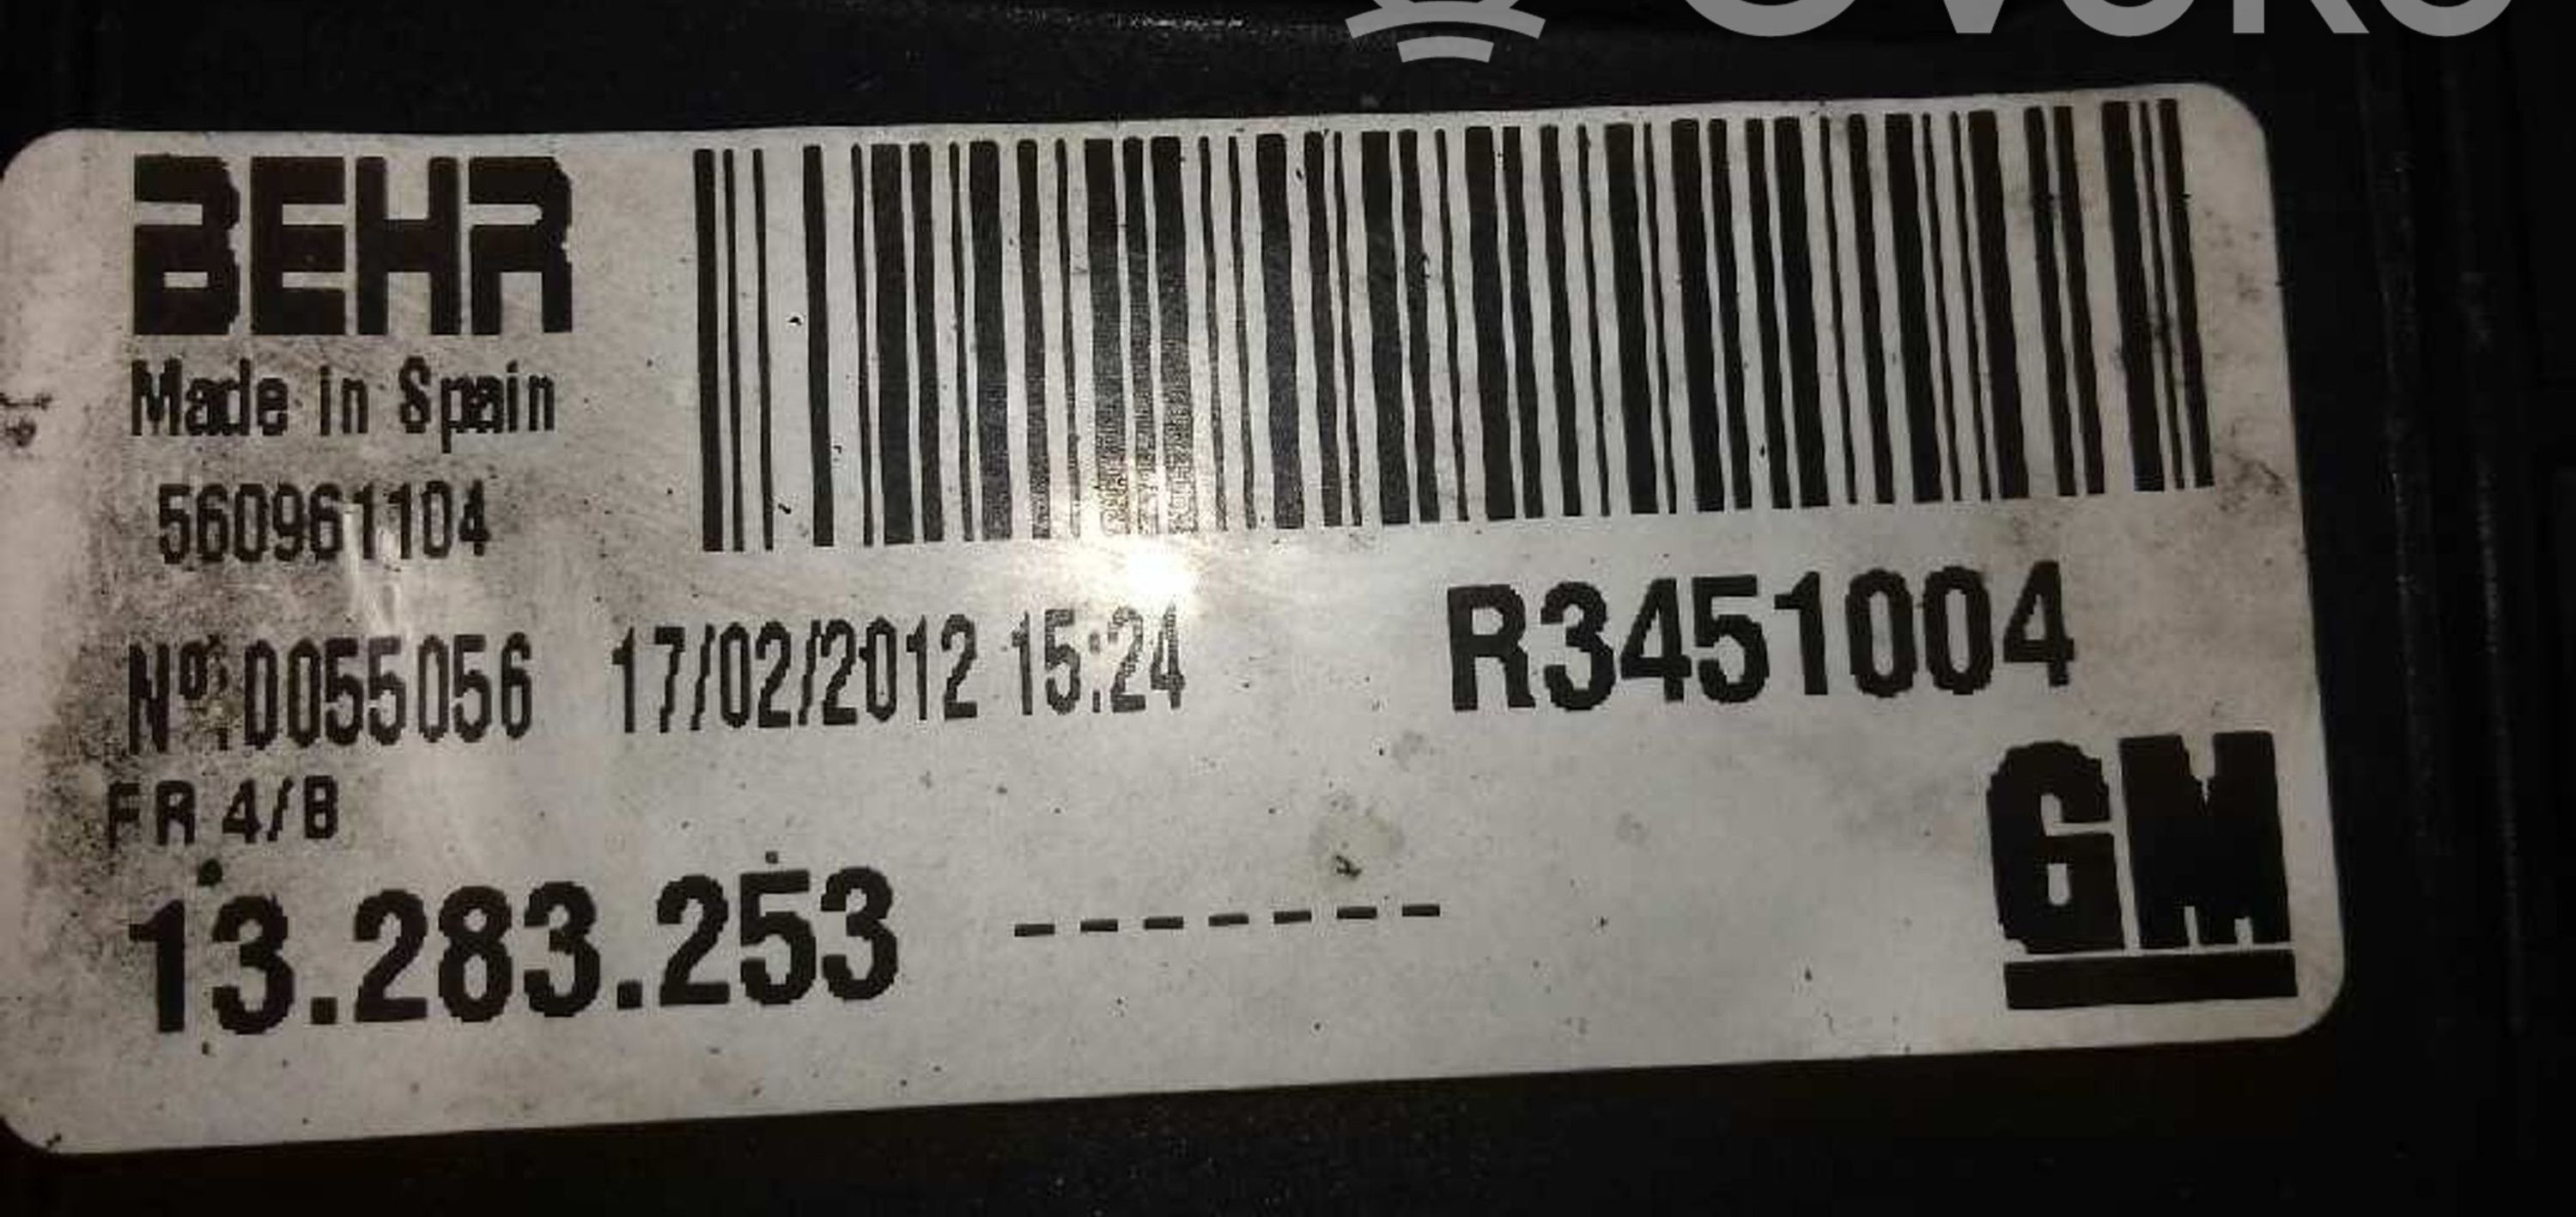 BEHR
Made in Spain
560961104
Nº.0055056 17/02/2012 15:24 R3451004
FR 4/B
13.283.253 -------
GM